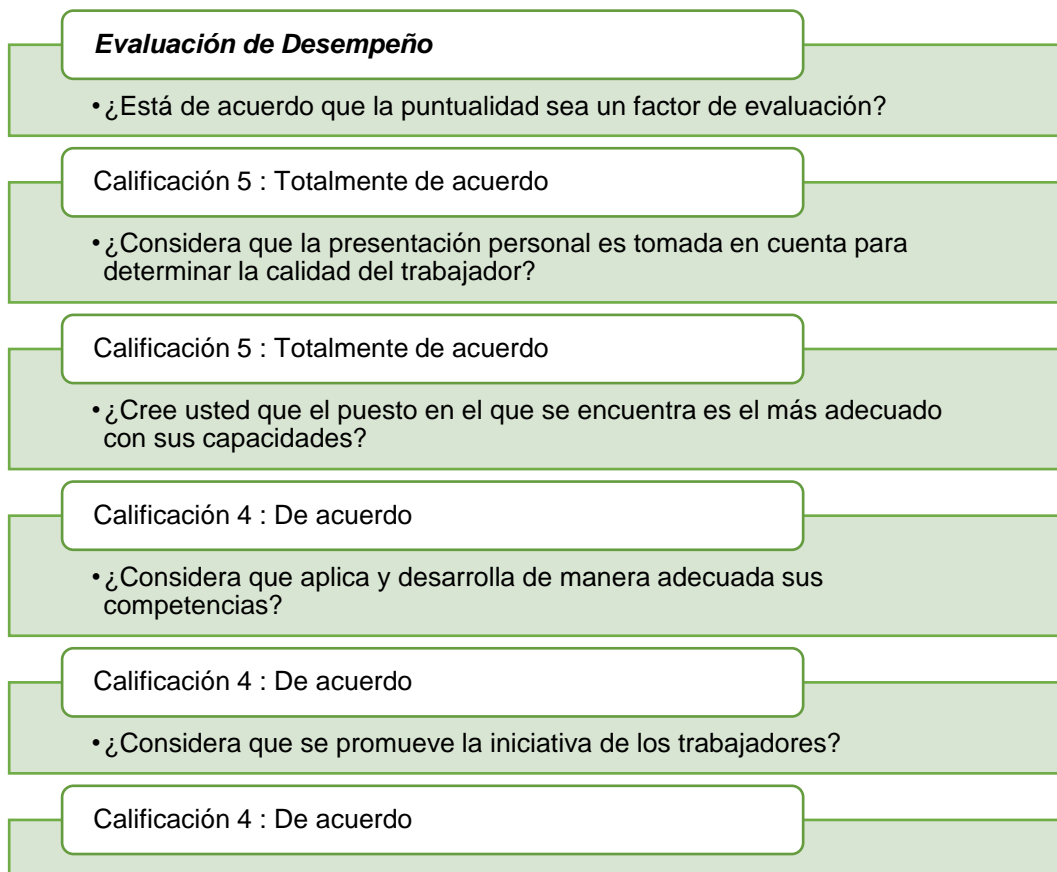 Evaluación de Desempeño
•¿Está de acuerdo que la puntualidad sea un factor de evaluación?
Calificación 5 : Totalmente de acuerdo
•¿Considera que la presentación personal es tomada en cuenta para
determinar la calidad del trabajador?
Calificación 5 : Totalmente de acuerdo
•¿Cree usted que el puesto en el que se encuentra es el más adecuado
con sus capacidades?
Calificación 4 : De acuerdo
•¿Considera que aplica y desarrolla de manera adecuada sus
competencias?
Calificación 4 : De acuerdo
•¿Considera que se promueve la iniciativa de los trabajadores?
Calificación 4 : De acuerdo